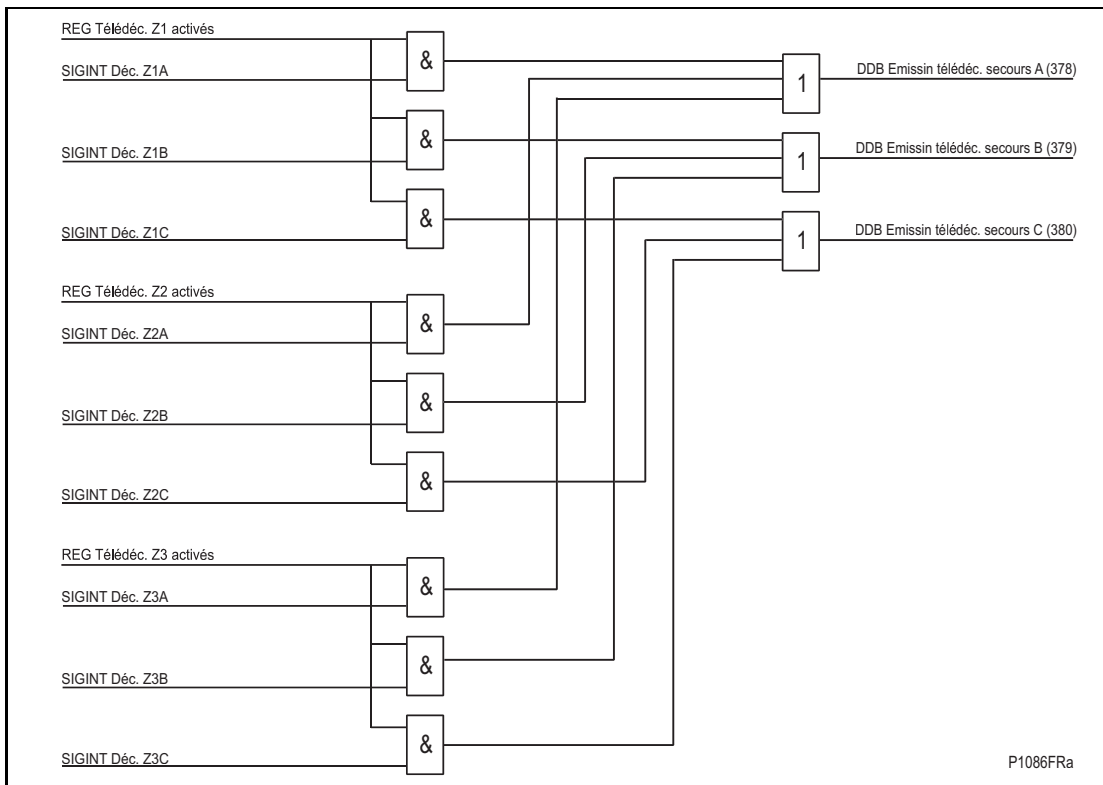 REG Télédéc. Z1 activés
&
DDB Emissin télédéc. secours A (378)
SIGINT Déc. Z1A
1
&
DDB Emissin télédéc. secours B (379)
SIGINT Déc. Z1B
1
&
DDB Emissin télédéc. secours C (380)
SIGINT Déc. Z1C
1
REG Télédéc. Z2 activés
&
SIGINT Déc. Z2A
&
SIGINT Déc. Z2B
&
SIGINT Déc. Z2C
REG Télédéc. Z3 activés
&
SIGINT Déc. Z3A
&
SIGINT Déc. Z3B
&
SIGINT Déc. Z3C
P1086FRa